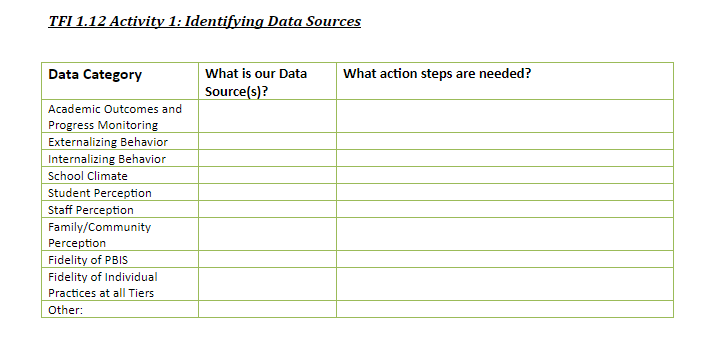 TFI 1.12 Activity 1: Identifying Data Sources
Data Category
What is our Data
Source(s)?
What action steps are needed?
Academic Outcomes and
Progress Monitoring
Externalizing Behavior
Internalizing Behavior
School Climate
Student Perception
Staff Perception
Family/Community
Perception
Fidelity of PBIS
Fidelity of Individual
Practices at all Tiers
Other: